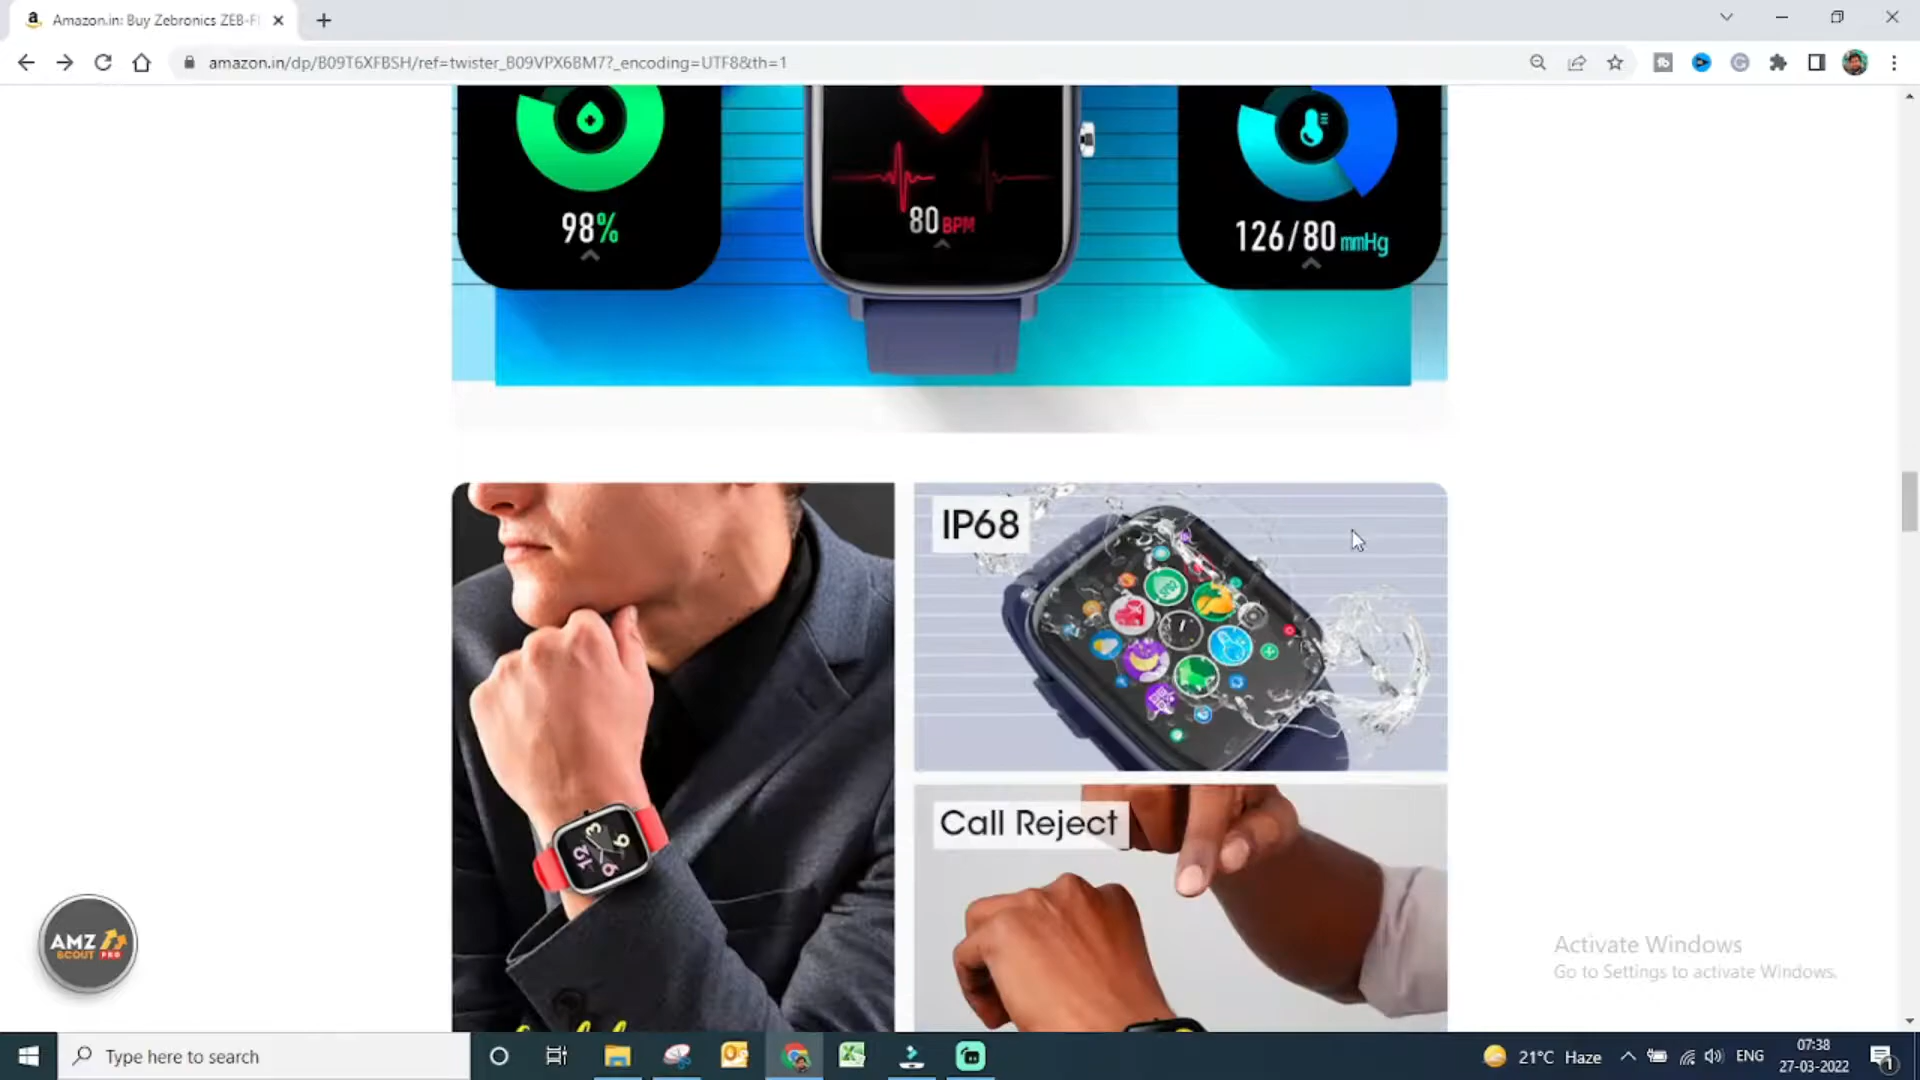 Amazon.in: Buy Zebronics ZEB-F
amazon.in/dp/B09T6XFBSH/ref=twister_B09VPX6BM7?_encoding=UTF8&th=1
98%
80 BPM
126/80 mmHg
IP68
Call Reject
AMZ
SCOUT PRO
Activate Windows
Go to Settings to activate Windows.
Type here to search
21°C Haze
ENG
07:38
27-03-2022
1